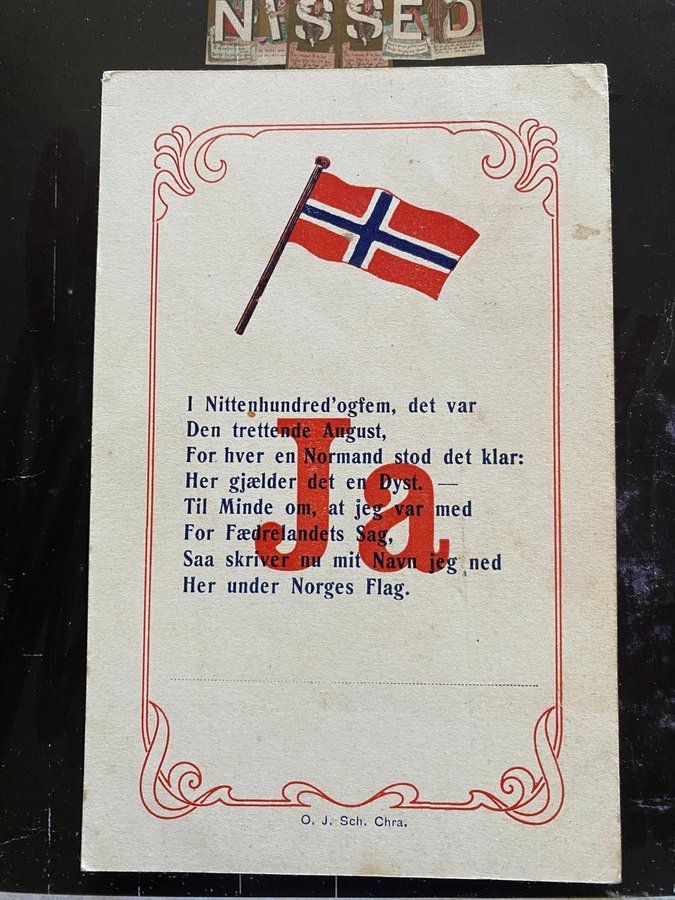 NISSED
I Nittenhundred'ogfem, det var
Den trettende August,
For hver en Normand stod det klar:
Her gjælder det en Dyst. —
Til Minde om, at jeg var med
For Fædrelandets Sag,
Saa skriver nu mit Navn jeg ned
Her under Norges Flag.
Ja
O. J. Sch. Chra.